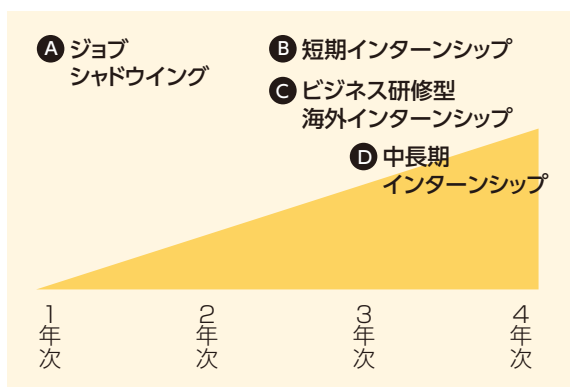 A ジョブ
シャドウイング
B 短期インターンシップ
C ビジネス研修型
海外インターンシップ
D 中長期
インターンシップ
1年次
2年次
3年次
4年次